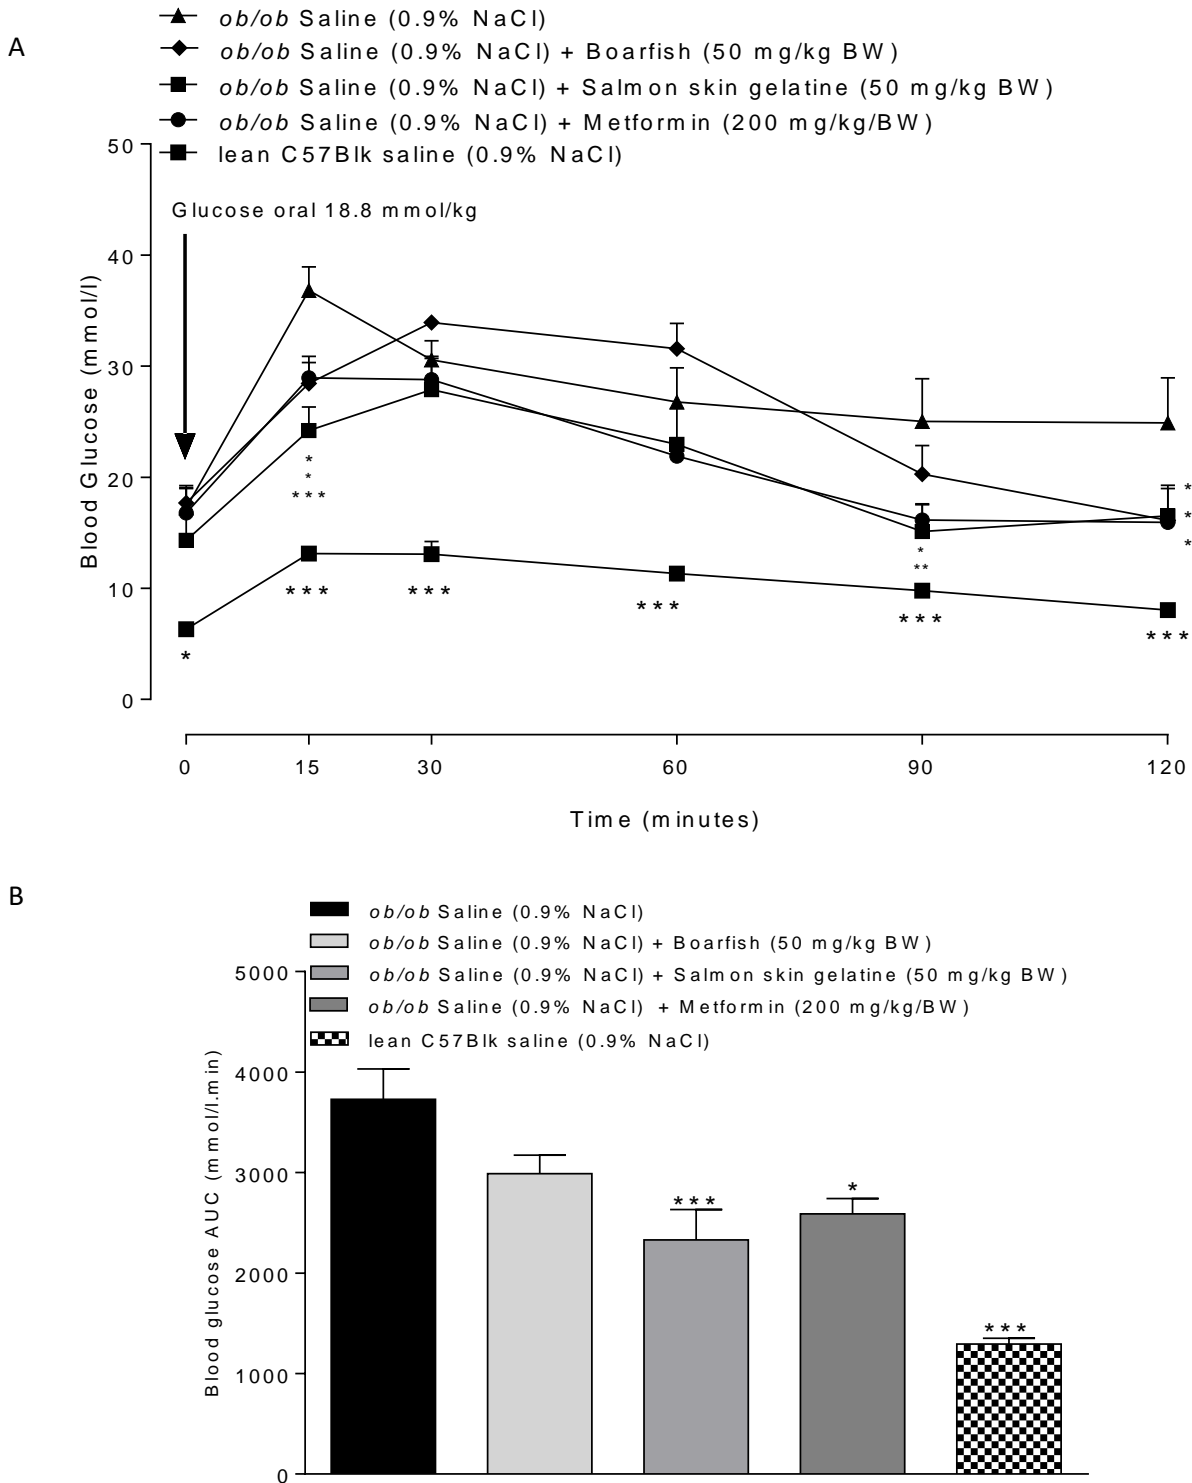 A
ob/ob Saline (0.9% NaCl)
ob/ob Saline (0.9% NaCl) + Boarfish (50 mg/kg BW)
ob/ob Saline (0.9% NaCl) + Salmon skin gelatine (50 mg/kg BW)
ob/ob Saline (0.9% NaCl) + Metformin (200 mg/kg/BW)
lean C57Blk saline (0.9% NaCl)
Glucose oral 18.8 mmol/kg
Blood Glucose (mmol/l)
50
40
30
20
10
0
*
*
***
*
*
*
*
**
*** *** *** *** ***
*
0 15 30 60 90 120
Time (minutes)
B
ob/ob Saline (0.9% NaCl)
ob/ob Saline (0.9% NaCl) + Boarfish (50 mg/kg BW)
ob/ob Saline (0.9% NaCl) + Salmon skin gelatine (50 mg/kg BW)
ob/ob Saline (0.9% NaCl) + Metformin (200 mg/kg/BW)
lean C57Blk saline (0.9% NaCl)
Blood glucose AUC (mmol/l.min)
5000
4000
3000
2000
1000
0
*** * ***